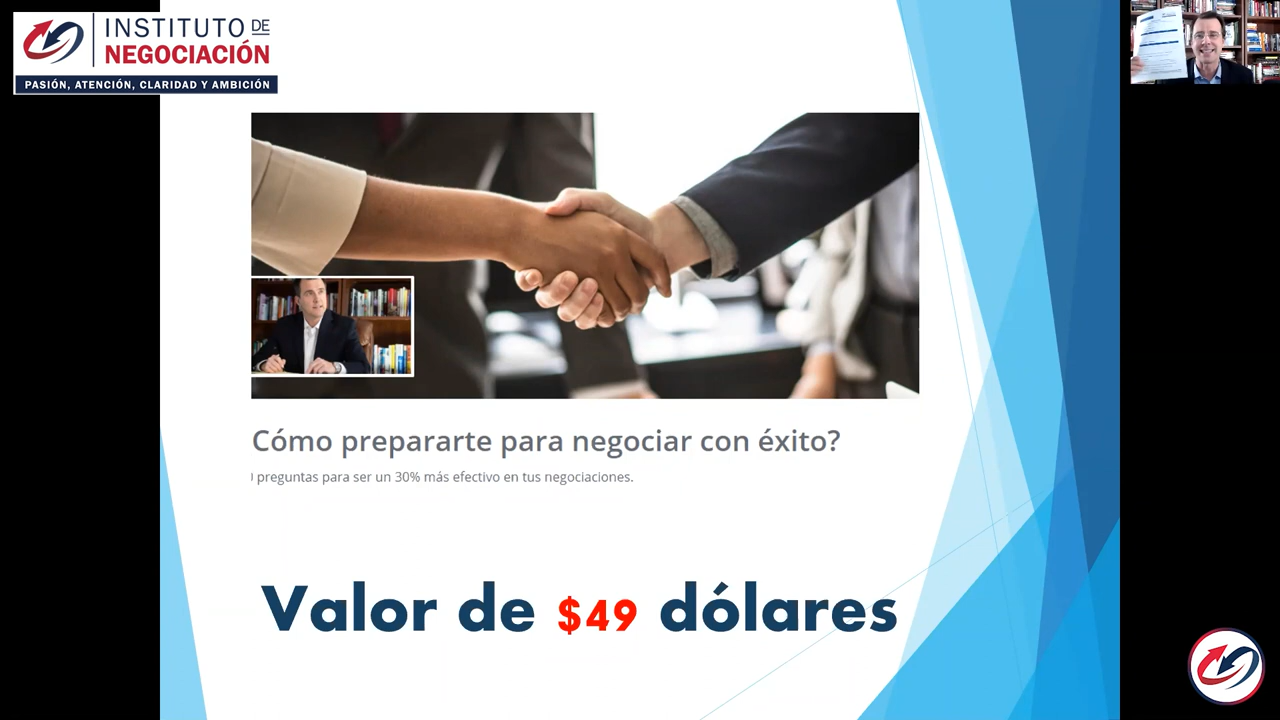 INSTITUTO DE
NEGOCIACIÓN
PASIÓN, ATENCIÓN, CLARIDAD Y AMBICIÓN
Cómo prepararte para negociar con éxito?
preguntas para ser un 30% más efectivo en tus negociaciones.
Valor de $49 dólares